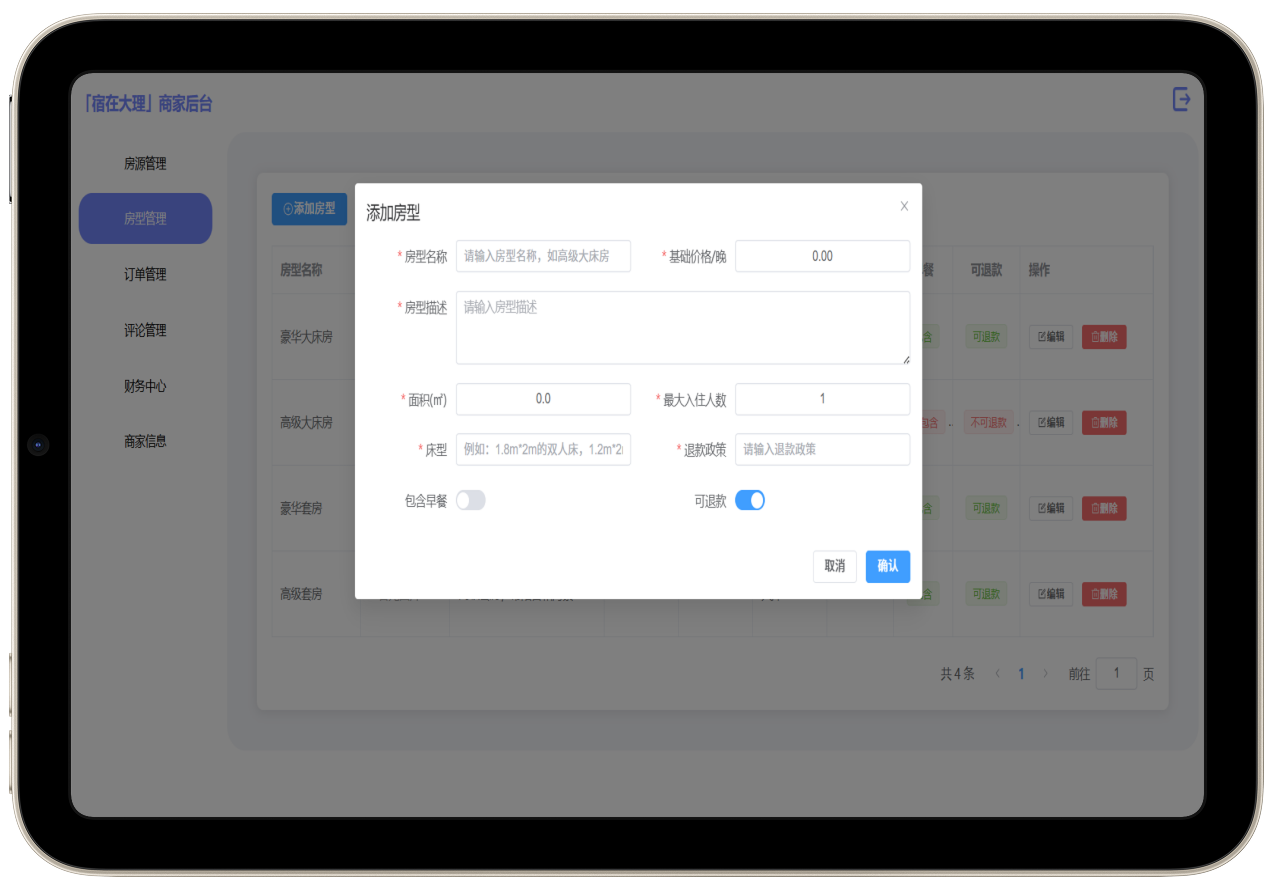 「宿在大理」商家后台
房源管理
房型管理
订单管理
评论管理
财务中心
商家信息
添加房型
房型名称
可退款
操作
豪华大床房
可退款
编辑
删除
高级大床房
不可退款
编辑
删除
豪华套房
可退款
编辑
删除
高级套房
可退款
编辑
删除
共 4 条
1
前往
1
页
添加房型
X
* 房型名称
请输入房型名称，如高级大床房
* 基础价格/晚
0.00
* 房型描述
请输入房型描述
* 面积(㎡)
0.0
* 最大入住人数
1
* 床型
例如：1.8m*2m的双人床，1.2m*2
* 退款政策
请输入退款政策
包含早餐
可退款
取消
确认